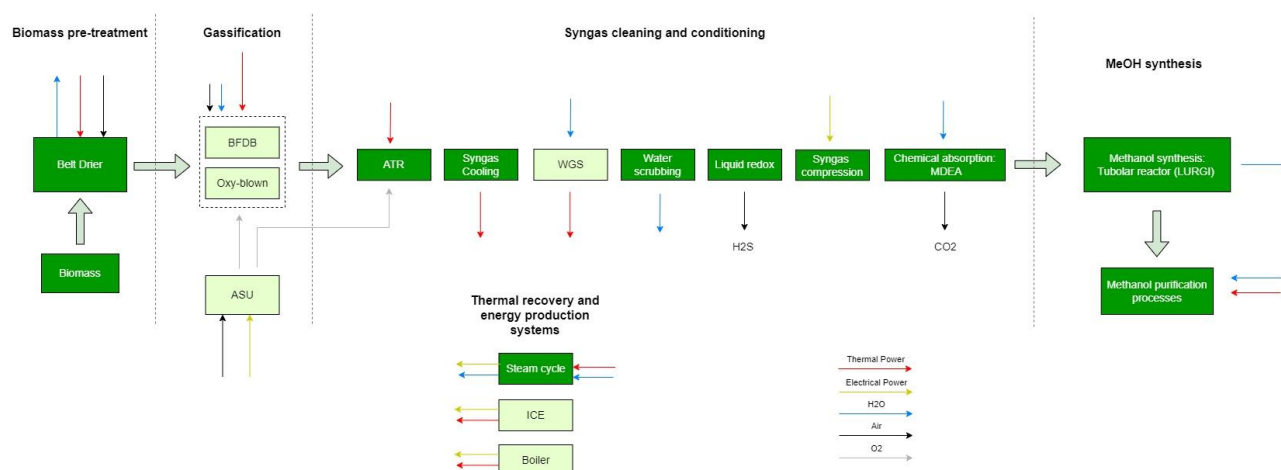 Biomass pre-treatment
Gassification
Syngas cleaning and conditioning
MeOH synthesis
Belt Drier
BFDB
Oxy-blown
ATR
Syngas
Cooling
WGS
Water
scrubbing
Liquid redox
Syngas
compression
Chemical absorption:
MDEA
Methanol synthesis:
Tubolar reactor (LURGI)
H2S
CO2
Biomass
ASU
Methanol purification
processes
Thermal recovery and
energy production
systems
Steam cycle
ICE
Boiler
Thermal Power
Electrical Power
H2O
Air
O2